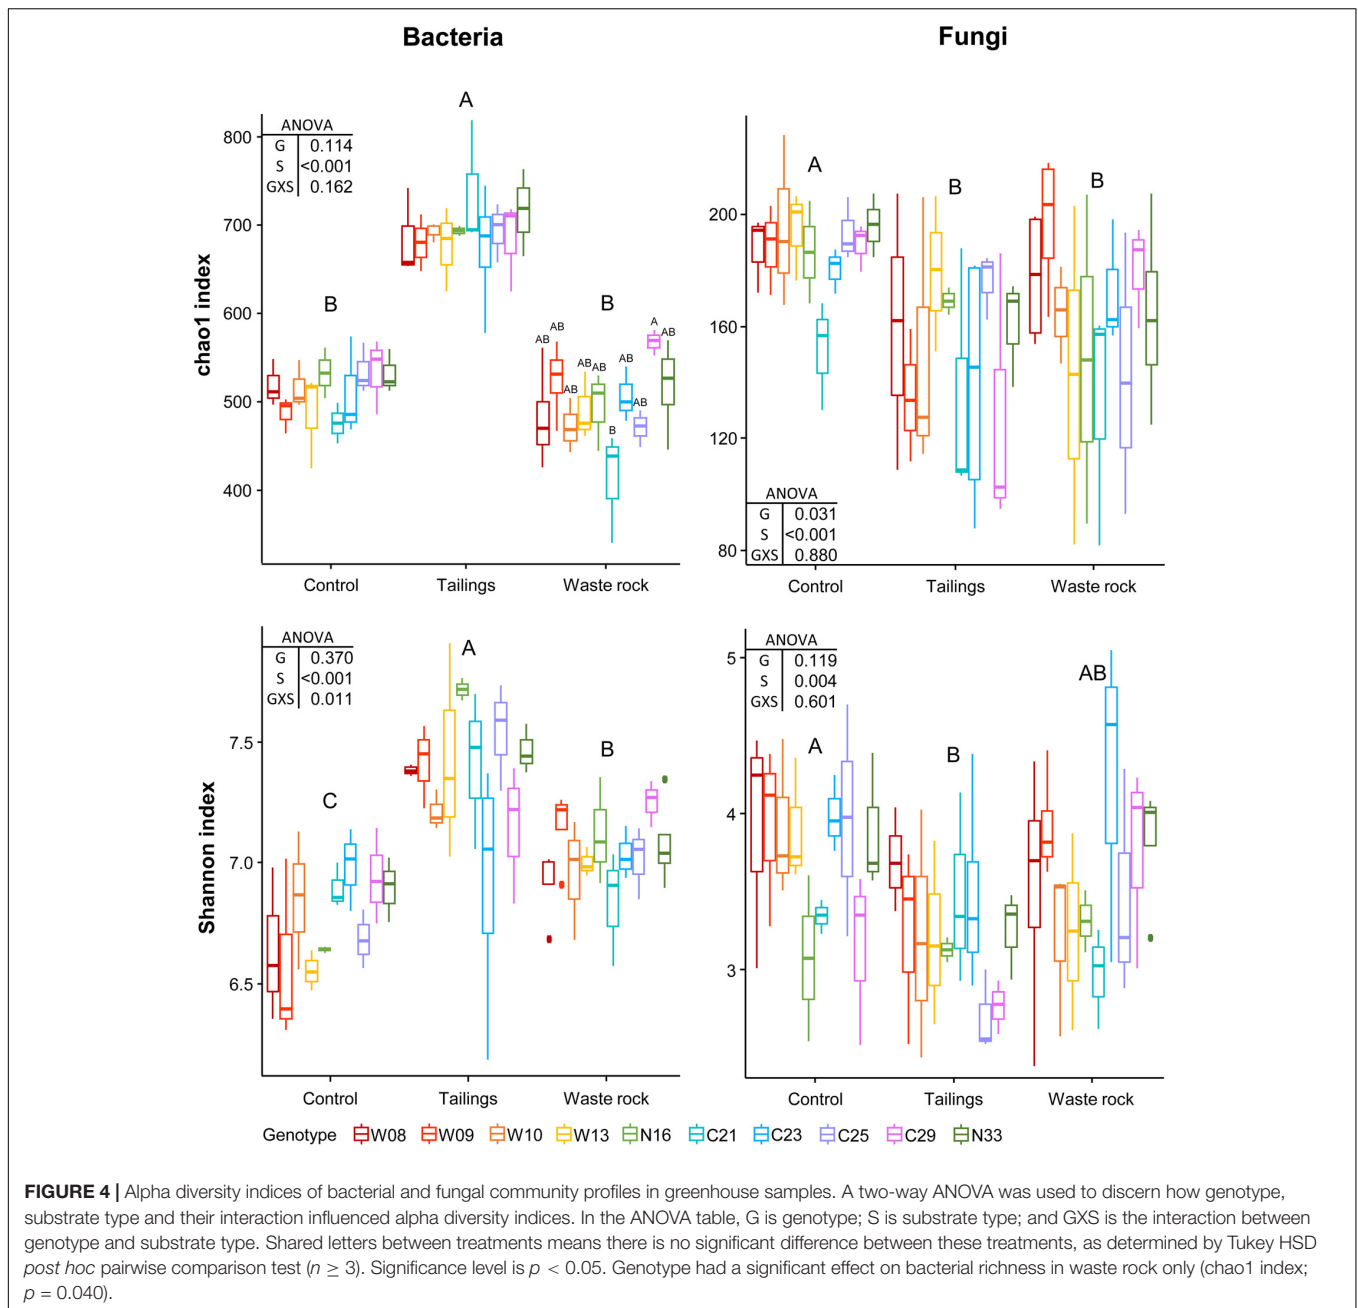 Bacteria
Fungi
chao1 index
800
700
600
500
400
ANOVA
G 0.114
S <0.001
GXS 0.162
B
A
B
AB
AB
AB
AB
AB
B
AB
AB
A
AB
Control
Tailings
Waste rock
200
160
120
80
A
B
B
ANOVA
G 0.031
S <0.001
GXS 0.880
Control
Tailings
Waste rock
Shannon index
7.5
7.0
6.5
ANOVA
G 0.370
S <0.001
GXS 0.011
C
A
B
Control
Tailings
Waste rock
5
4
3
ANOVA
G 0.119
S 0.004
GXS 0.601
A
B
AB
Control
Tailings
Waste rock
Genotype W08 W09 W10 W13 N16 C21 C23 C25 C29 N33
FIGURE 4 | Alpha diversity indices of bacterial and fungal community profiles in greenhouse samples. A two-way ANOVA was used to discern how genotype,
substrate type and their interaction influenced alpha diversity indices. In the ANOVA table, G is genotype; S is substrate type; and GXS is the interaction between
genotype and substrate type. Shared letters between treatments means there is no significant difference between these treatments, as determined by Tukey HSD
post hoc pairwise comparison test (n ≥ 3). Significance level is p < 0.05. Genotype had a significant effect on bacterial richness in waste rock only (chao1 index;
p = 0.040).